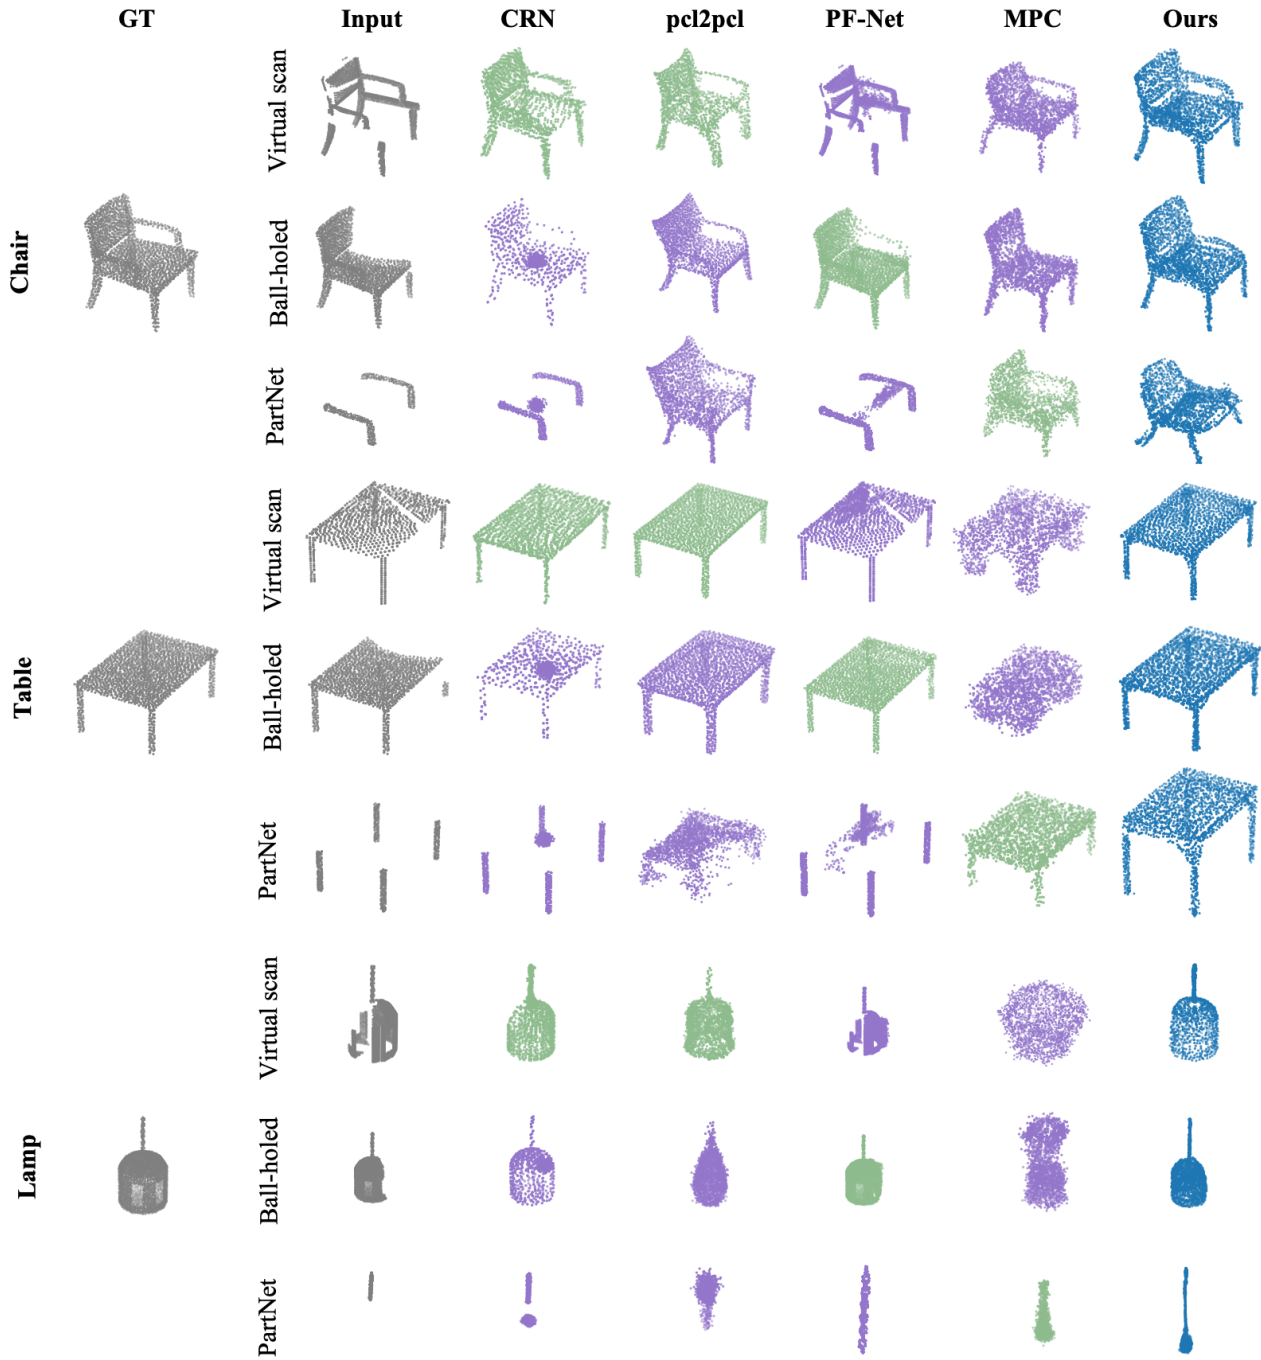 GT Input CRN pcl2pcl PF-Net MPC Ours
Chair
Virtual scan
Ball-holed
PartNet
Table
Virtual scan
Ball-holed
PartNet
Lamp
Virtual scan
Ball-holed
PartNet